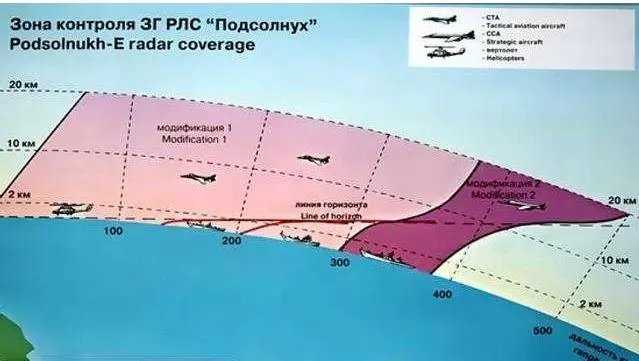 Зона контроля ЗГ РЛС “Подсолнух”
Podsolnukh-E radar coverage
- СТА
- Tactical aviation aircraft
- ССА
- Strategic aircraft
- вертолет
- Helicopters
20 км
модификация 1
Modification 1
10 км
модификация 2
Modification 2
2 км
линия горизонта
Line of horizon
20 км
100
200
300
10 км
400
2 км
500
дальность